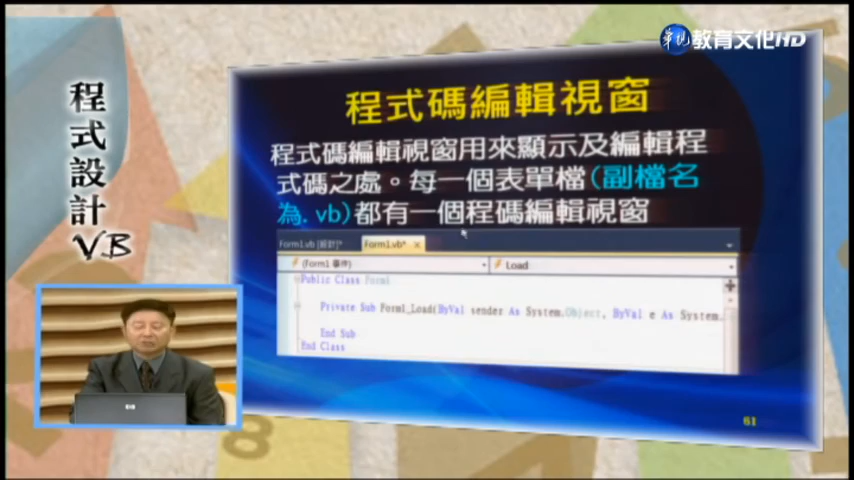 華視教育文化HD
程式設計
VB
程式碼編輯視窗
程式碼編輯視窗用來顯示及編輯程
式碼之處。每一個表單檔(副檔名
為.vb)都有一個程碼編輯視窗
Form1.vb [設計]* Form1.vb* ×
(Form1 事件) Load
Public Class Form1
Private Sub Form1_Load(ByVal sender As System.Object, ByVal e As System.
End Sub
End Class
61
hp
8